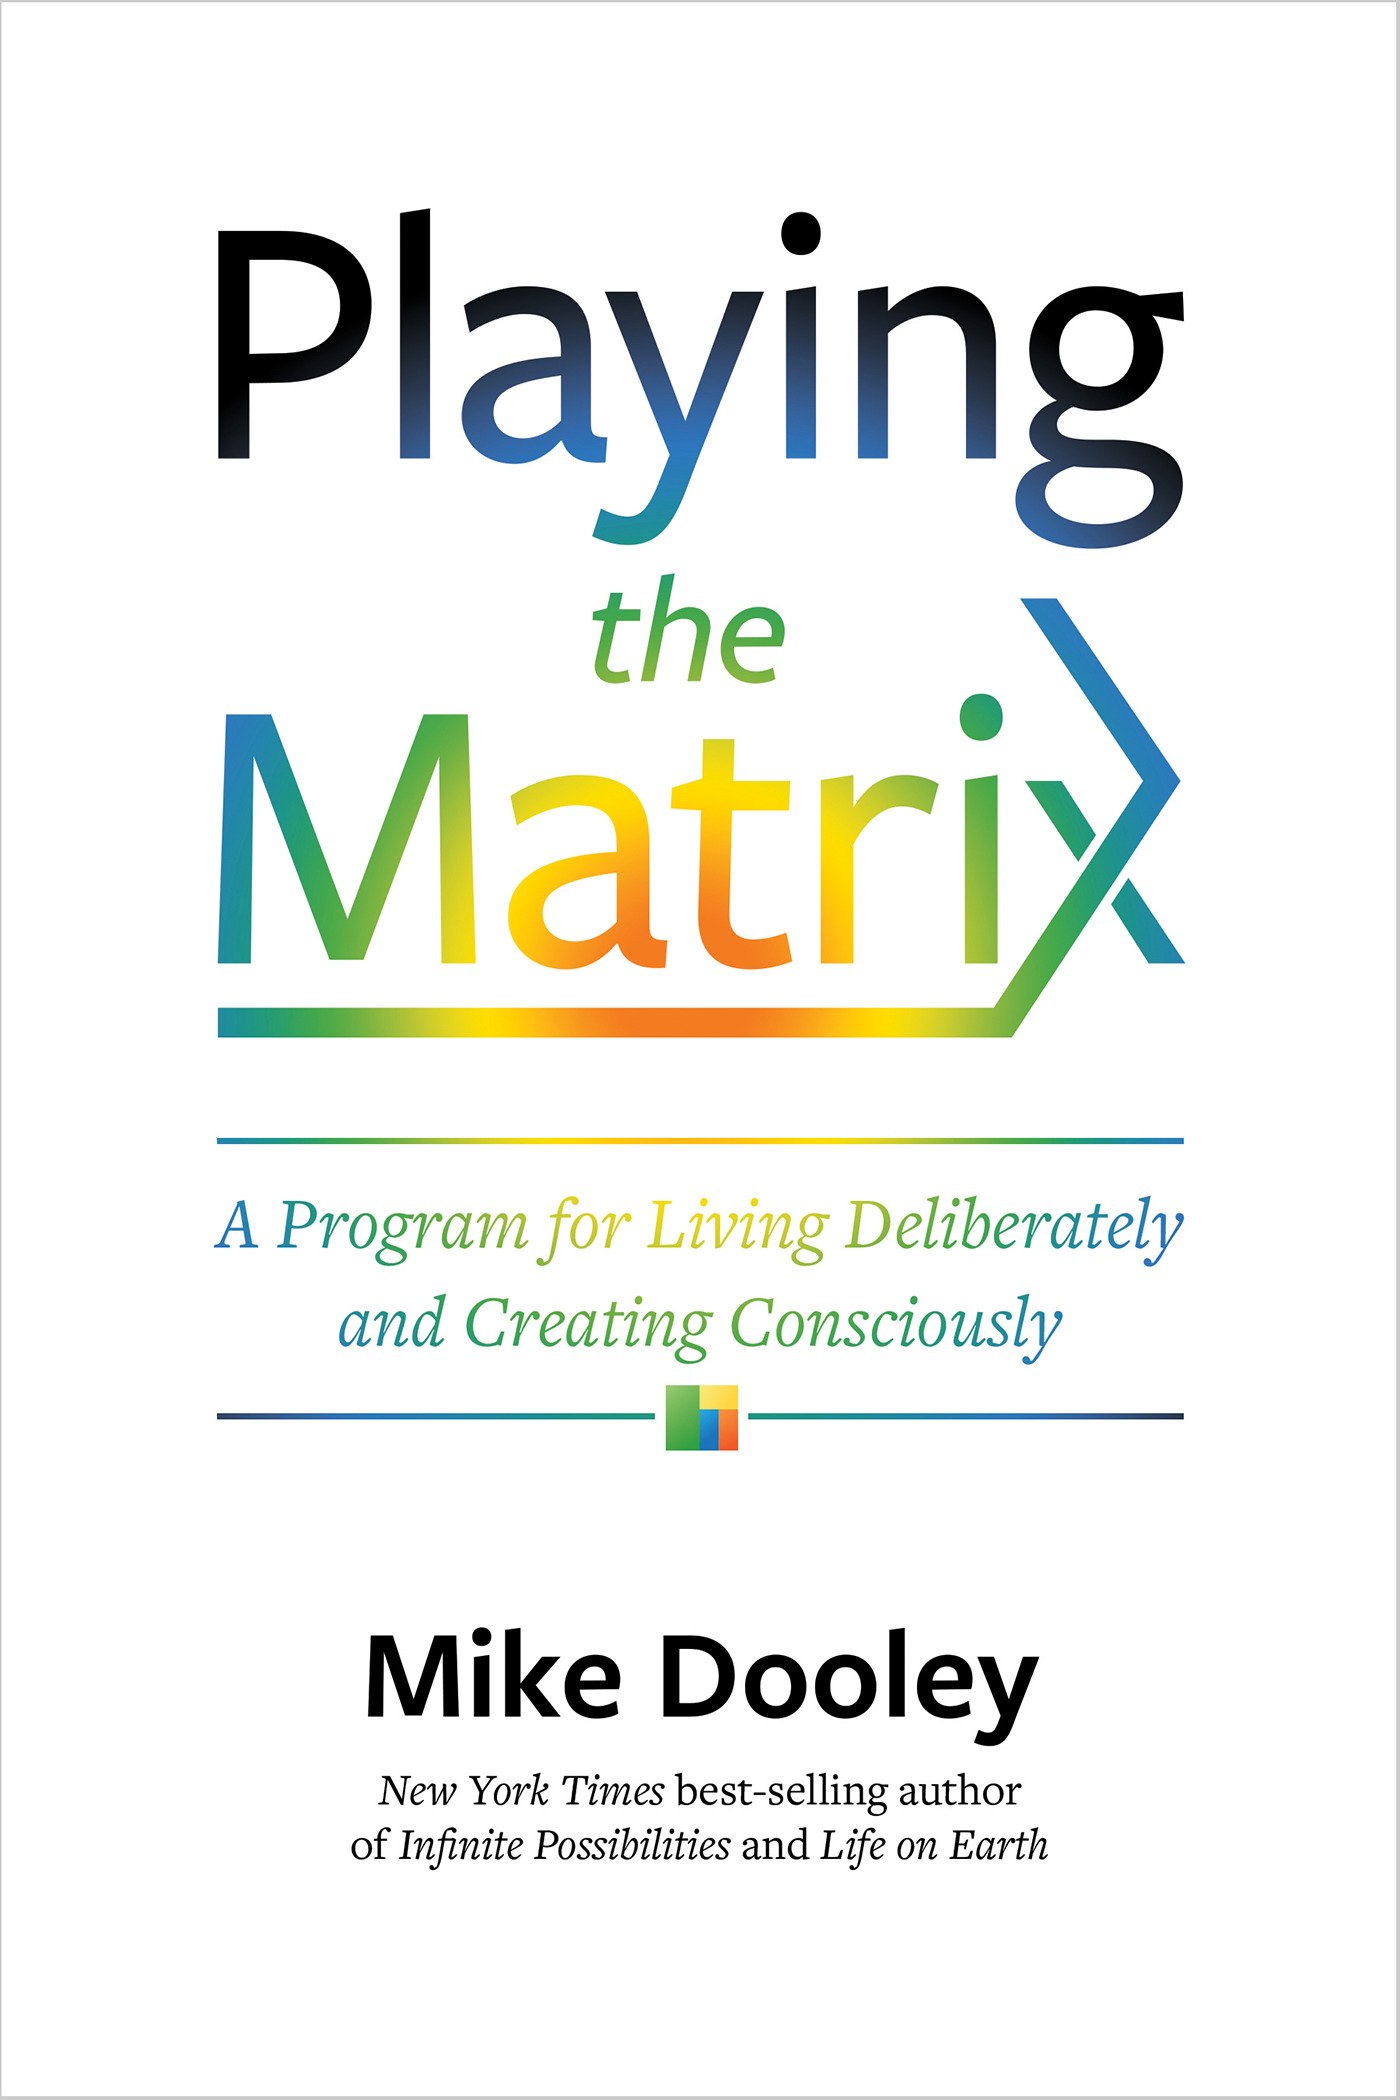 Playing
the
Matrix
A Program for Living Deliberately
and Creating Consciously
Mike Dooley
New York Times best-selling author
of Infinite Possibilities and Life on Earth